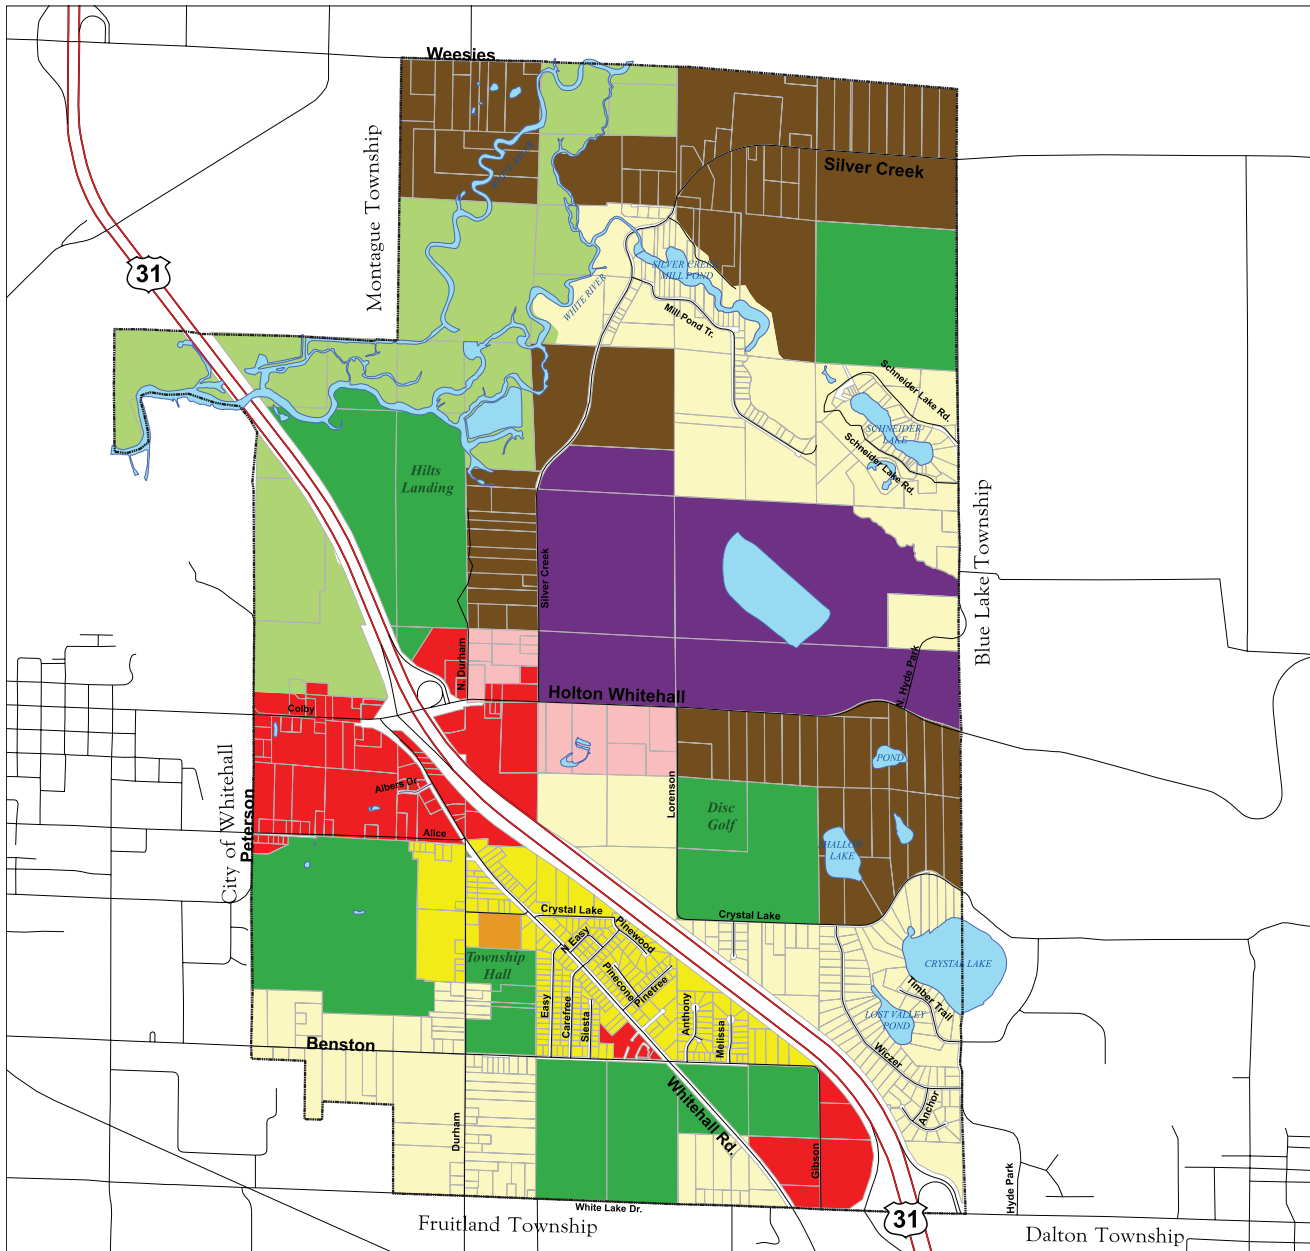 Weesies
Montague Township
WHITE RIVER
Silver Creek
31
SILVER CREEK
MILL POND
WHITE RIVER
Mill Pond Tr.
Schneider Lake Rd.
SCHNEIDER
LAKE
Schneider Lake Rd.
Hilts
Landing
Blue Lake Township
Silver Creek
N. Durham
N. Hyde Park
Holton Whitehall
Colby
POND
City of Whitehall
Peterson
Albers Dr.
Lorenson
Disc
Golf
Alice
SHALLOW
LAKE
Crystal Lake
Crystal Lake
Pinewood
N Easy
Township
Hall
CRYSTAL LAKE
Pinecone
Pinetree
Timber Trail
Easy
Carefree
Siesta
Anthony
Melissa
LOST VALLEY
POND
Benston
Wiczer
Whitehall Rd.
Anchor
Durham
Gibson
Hyde Park
White Lake Dr.
31
Fruitland Township
Dalton Township